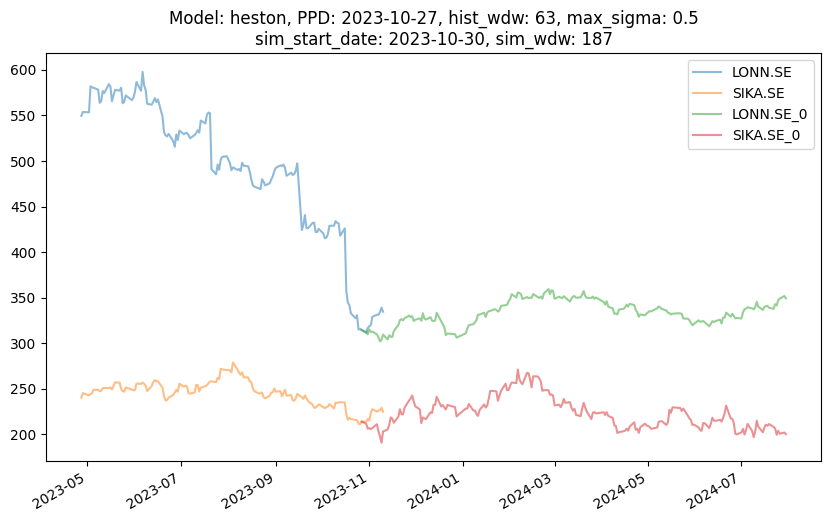 Model: heston, PPD: 2023-10-27, hist_wdw: 63, max_sigma: 0.5
sim_start_date: 2023-10-30, sim_wdw: 187
LONN.SE
SIKA.SE
LONN.SE_0
SIKA.SE_0
600
550
500
450
400
350
300
250
200
2023-05
2023-07
2023-09
2023-11
2024-01
2024-03
2024-05
2024-07